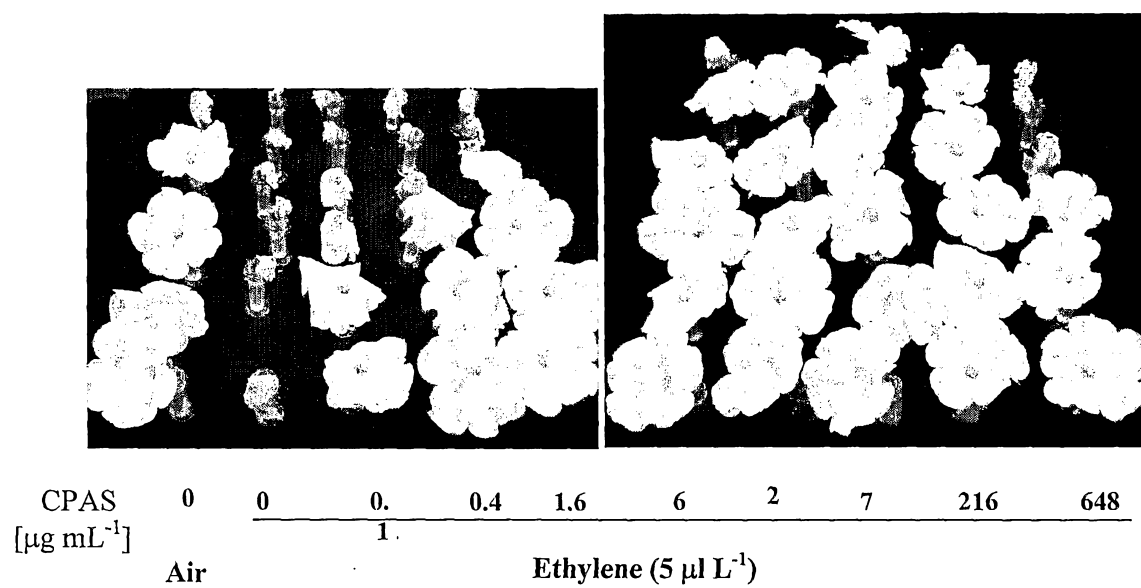 CPAS 0 0 0. 0.4 1.6 6 2 7 216 648
[µg mL⁻¹] 1 .
Air Ethylene (5 µl L⁻¹)